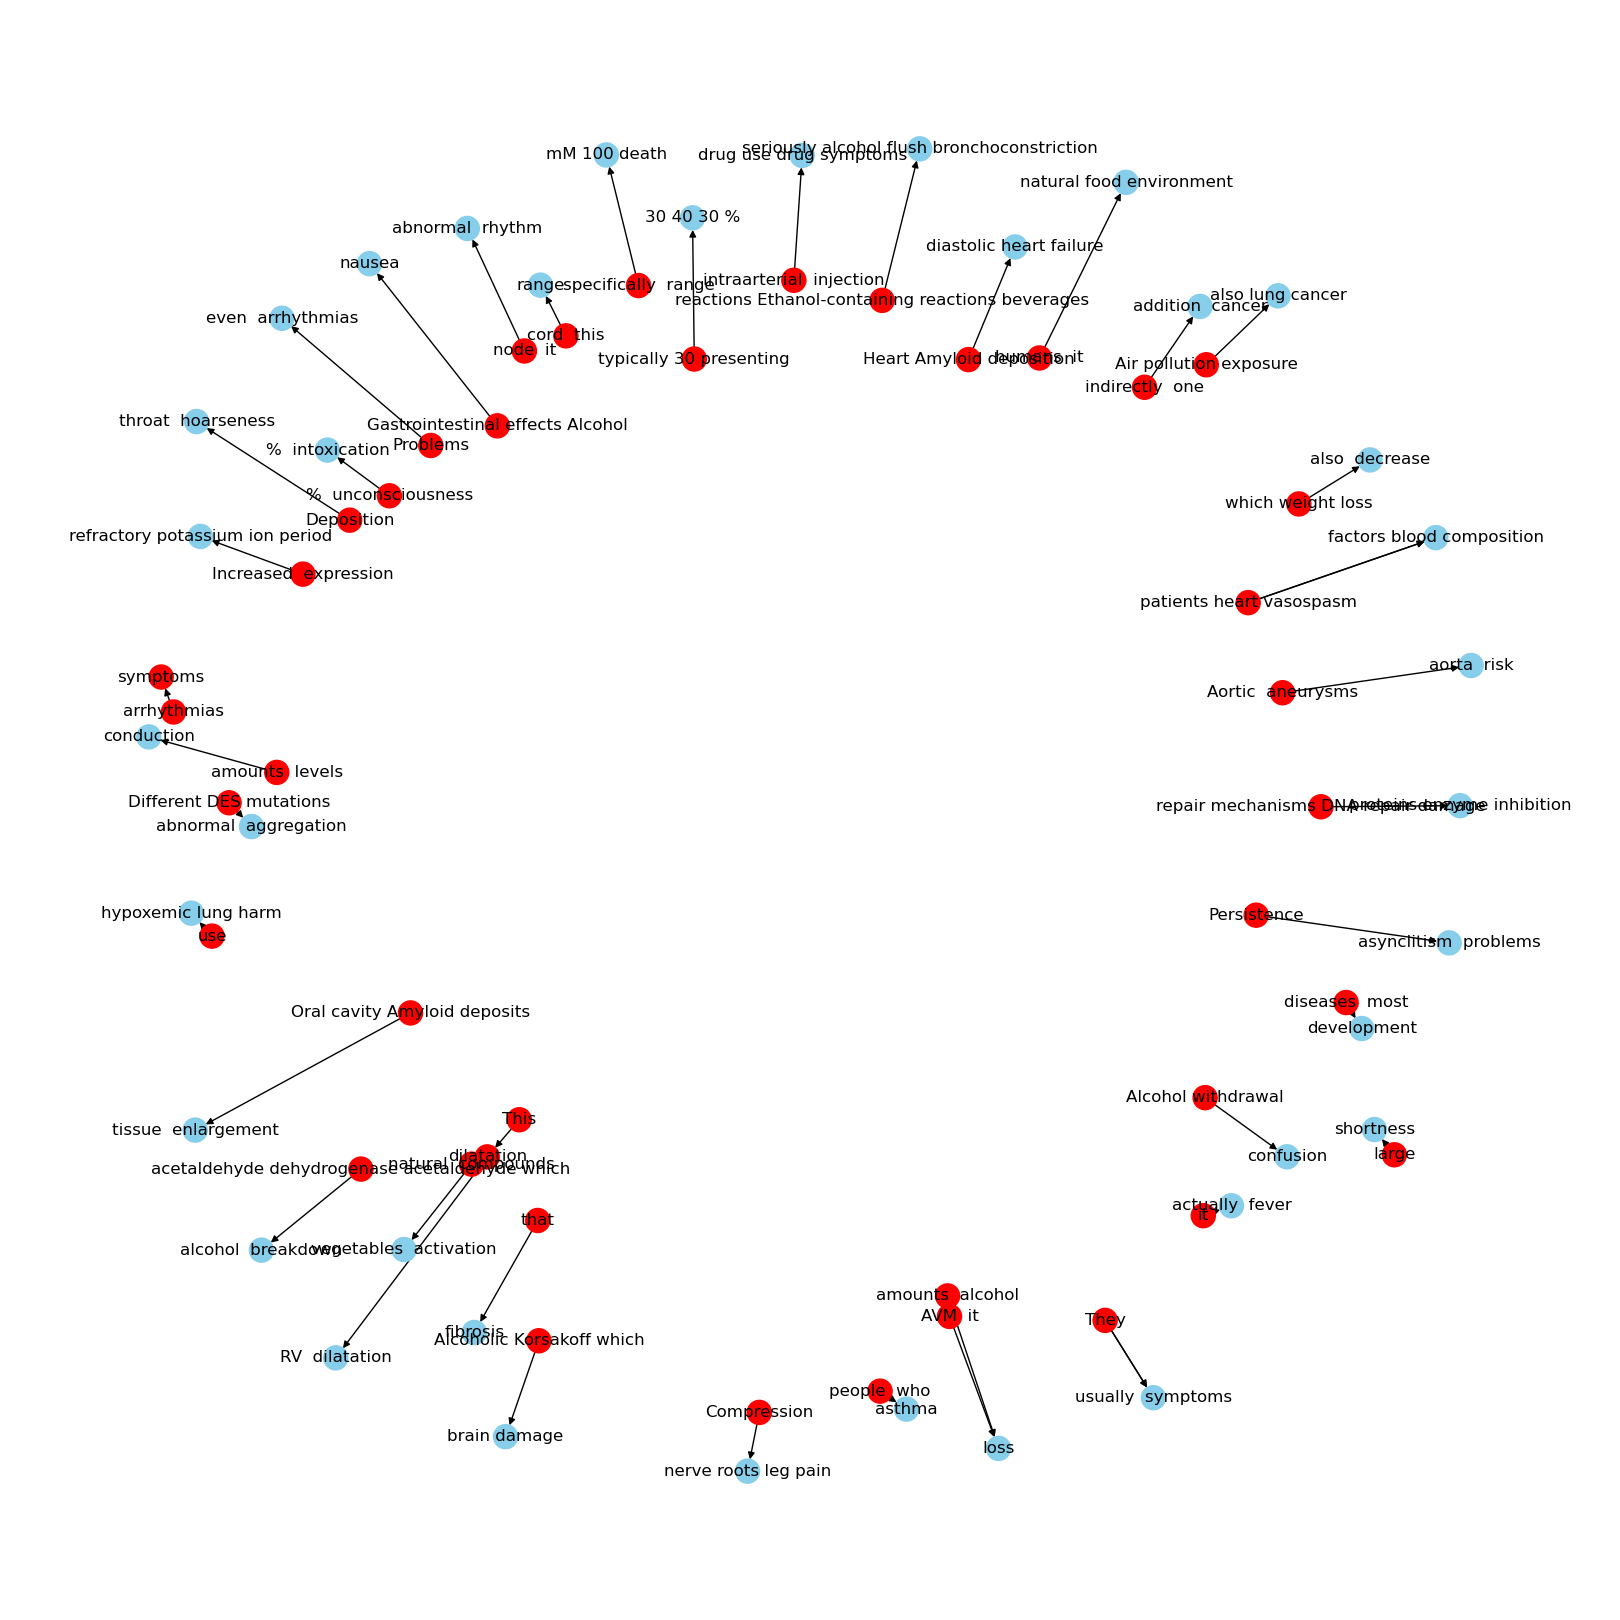 seriously alcohol flush bronchoconstriction
mM 100 death
drug use drug symptoms
natural food environment
30 40 30 %
abnormal  rhythm
diastolic heart failure
nausea
intraarterial  injection
range
specifically  range
also lung cancer
reactions Ethanol-containing reactions beverages
addition  cancer
even  arrhythmias
cord  this
node  it
typically 30 presenting
Heart Amyloid deposition
humans  it
Air pollution exposure
indirectly  one
throat  hoarseness
Gastrointestinal effects Alcohol
Problems
%  intoxication
also  decrease
%  unconsciousness
which weight loss
Deposition
refractory potassium ion period
factors blood composition
Increased  expression
patients heart vasospasm
aorta  risk
symptoms
Aortic  aneurysms
arrhythmias
conduction
amounts  levels
Different DES mutations
repair mechanisms DNA repair damage
proteins enzyme inhibition
abnormal  aggregation
hypoxemic lung harm
Persistence
use
asynclitism  problems
diseases  most
Oral cavity Amyloid deposits
development
Alcohol withdrawal
This
tissue  enlargement
shortness
dilatation
large
confusion
natural  compounds
acetaldehyde dehydrogenase acetaldehyde which
actually  fever
it
that
alcohol  breakdown
vegetables  activation
amounts  alcohol
AVM  it
They
fibrosis
Alcoholic Korsakoff which
RV  dilatation
people  who
usually  symptoms
asthma
Compression
brain damage
loss
nerve roots leg pain